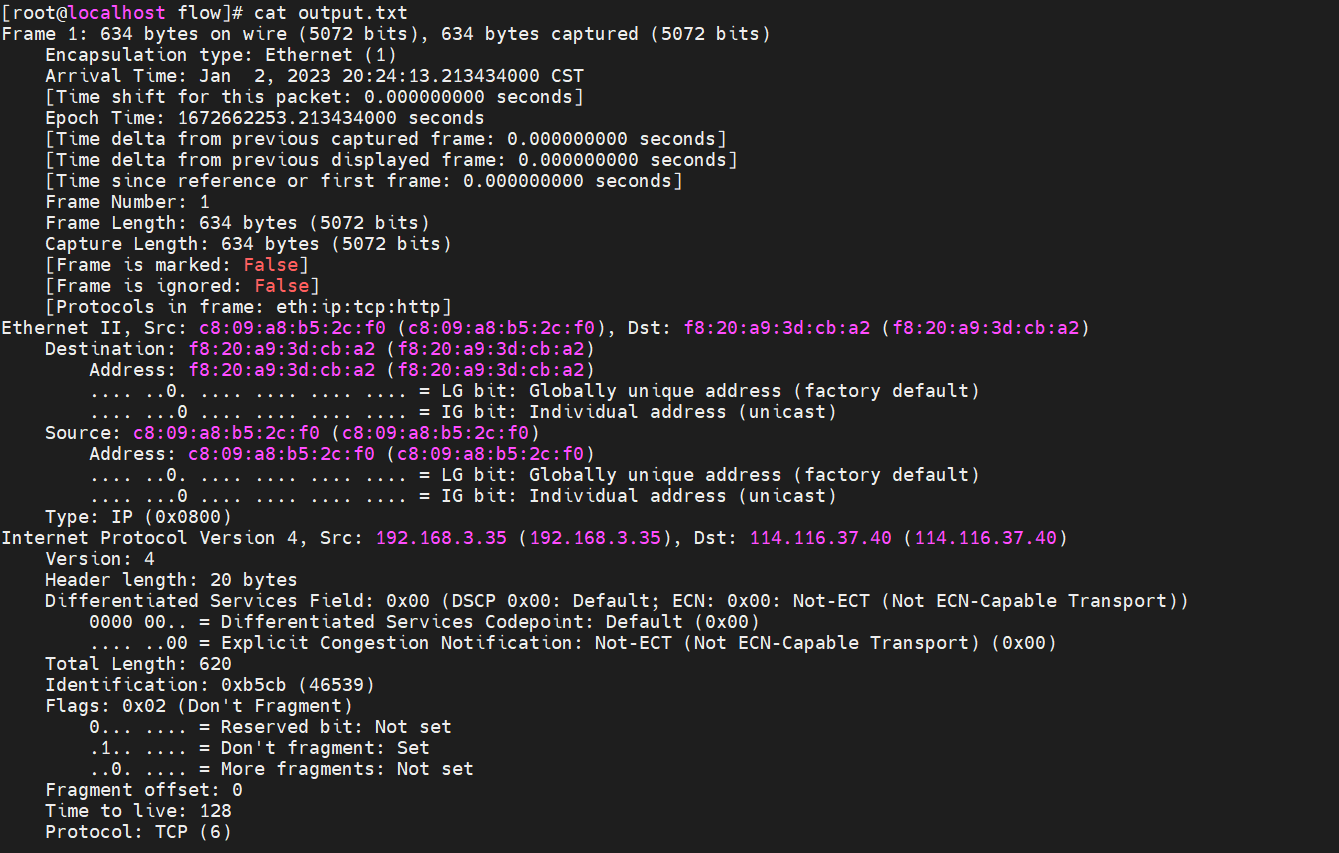 [root@localhost flow]# cat output.txt
Frame 1: 634 bytes on wire (5072 bits), 634 bytes captured (5072 bits)
    Encapsulation type: Ethernet (1)
    Arrival Time: Jan  2, 2023 20:24:13.213434000 CST
    [Time shift for this packet: 0.000000000 seconds]
    Epoch Time: 1672662253.213434000 seconds
    [Time delta from previous captured frame: 0.000000000 seconds]
    [Time delta from previous displayed frame: 0.000000000 seconds]
    [Time since reference or first frame: 0.000000000 seconds]
    Frame Number: 1
    Frame Length: 634 bytes (5072 bits)
    Capture Length: 634 bytes (5072 bits)
    [Frame is marked: False]
    [Frame is ignored: False]
    [Protocols in frame: eth:ip:tcp:http]
Ethernet II, Src: c8:09:a8:b5:2c:f0 (c8:09:a8:b5:2c:f0), Dst: f8:20:a9:3d:cb:a2 (f8:20:a9:3d:cb:a2)
    Destination: f8:20:a9:3d:cb:a2 (f8:20:a9:3d:cb:a2)
        Address: f8:20:a9:3d:cb:a2 (f8:20:a9:3d:cb:a2)
        .... ..0. .... .... .... .... = LG bit: Globally unique address (factory default)
        .... ...0 .... .... .... .... = IG bit: Individual address (unicast)
    Source: c8:09:a8:b5:2c:f0 (c8:09:a8:b5:2c:f0)
        Address: c8:09:a8:b5:2c:f0 (c8:09:a8:b5:2c:f0)
        .... ..0. .... .... .... .... = LG bit: Globally unique address (factory default)
        .... ...0 .... .... .... .... = IG bit: Individual address (unicast)
    Type: IP (0x0800)
Internet Protocol Version 4, Src: 192.168.3.35 (192.168.3.35), Dst: 114.116.37.40 (114.116.37.40)
    Version: 4
    Header length: 20 bytes
    Differentiated Services Field: 0x00 (DSCP 0x00: Default; ECN: 0x00: Not-ECT (Not ECN-Capable Transport))
        0000 00.. = Differentiated Services Codepoint: Default (0x00)
        .... ..00 = Explicit Congestion Notification: Not-ECT (Not ECN-Capable Transport) (0x00)
    Total Length: 620
    Identification: 0xb5cb (46539)
    Flags: 0x02 (Don't Fragment)
        0... .... = Reserved bit: Not set
        .1.. .... = Don't fragment: Set
        ..0. .... = More fragments: Not set
    Fragment offset: 0
    Time to live: 128
    Protocol: TCP (6)